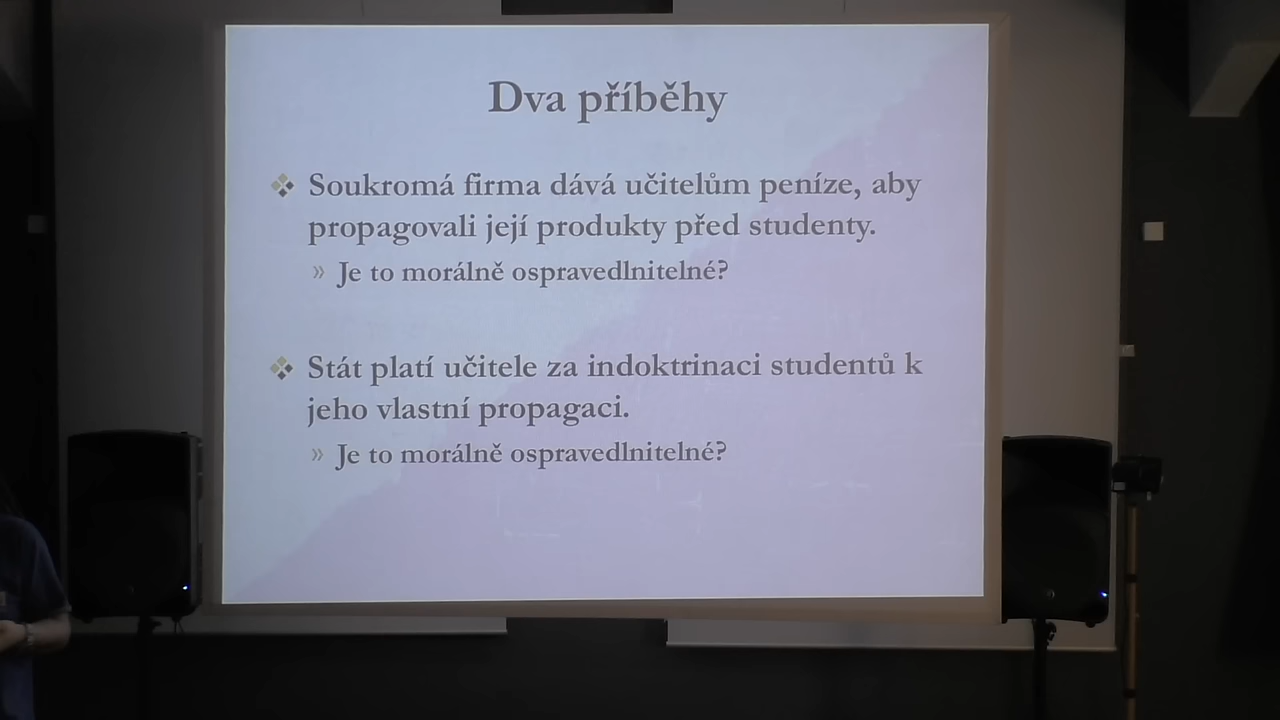 Dva příběhy
Soukromá firma dává učitelům peníze, aby
propagovali její produkty před studenty.
» Je to morálně ospravedlnitelné?
Stát platí učitele za indoktrinaci studentů k
jeho vlastní propagaci.
» Je to morálně ospravedlnitelné?